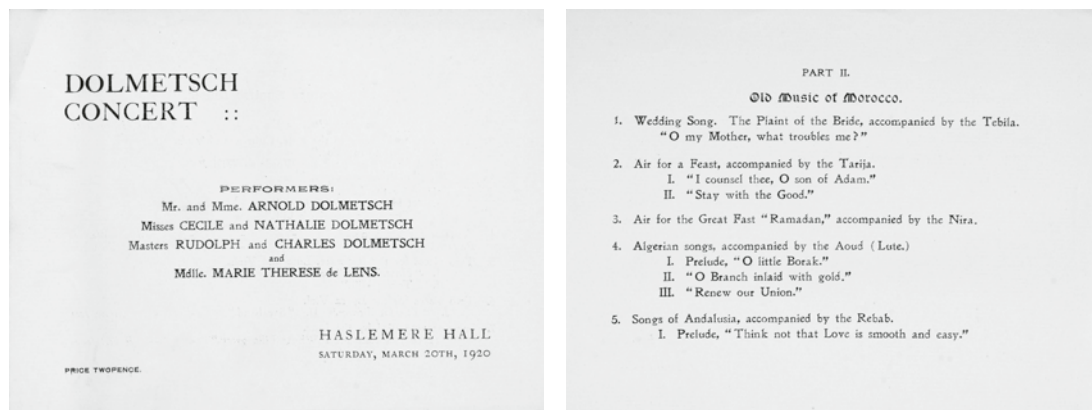 DOLMETSCH
CONCERT ::
PERFORMERS:
Mr. and Mme. ARNOLD DOLMETSCH
Misses CECILE and NATHALIE DOLMETSCH
Masters RUDOLPH and CHARLES DOLMETSCH
and
Mdlle. MARIE THERESE de LENS.
HASLEMERE HALL
SATURDAY, MARCH 20TH, 1920
PRICE TWOPENCE.
PART II.
Old Music of Morocco.
1. Wedding Song. The Plaint of the Bride, accompanied by the Tebila.
"O my Mother, what troubles me?"
2. Air for a Feast, accompanied by the Tarija.
I. "I counsel thee, O son of Adam."
II. "Stay with the Good."
3. Air for the Great Fast "Ramadan," accompanied by the Nira.
4. Algerian songs, accompanied by the Aoud (Lute.)
I. Prelude, "O little Borak."
II. "O Branch inlaid with gold."
III. "Renew our Union."
5. Songs of Andalusia, accompanied by the Rebab.
I. Prelude, "Think not that Love is smooth and easy."